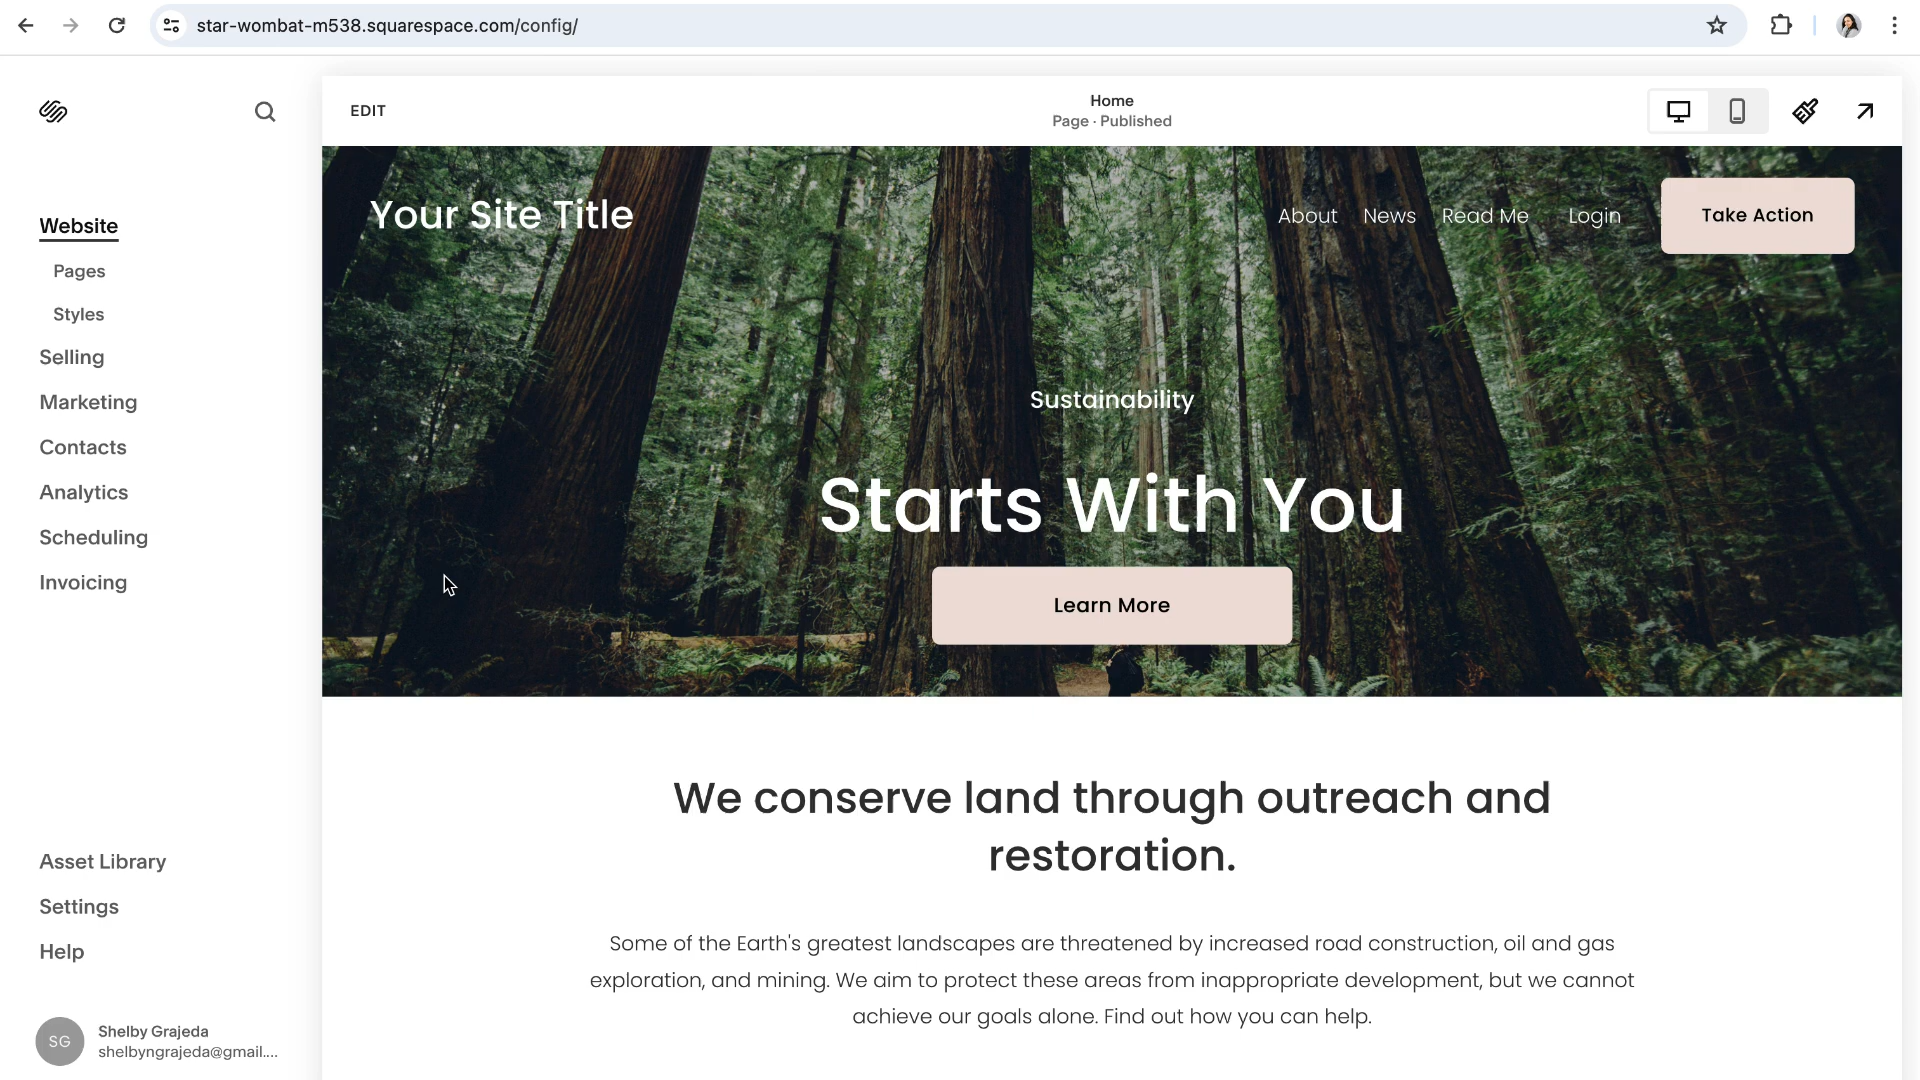 star-wombat-m538.squarespace.com/config/
EDIT
Home
Page · Published
Website
Pages
Styles
Selling
Marketing
Contacts
Analytics
Scheduling
Invoicing
Asset Library
Settings
Help
SG
Shelby Grajeda
shelbyngrajeda@gmail....
Your Site Title
About News Read Me Login Take Action
Sustainability
Starts With You
Learn More
We conserve land through outreach and
restoration.
Some of the Earth's greatest landscapes are threatened by increased road construction, oil and gas
exploration, and mining. We aim to protect these areas from inappropriate development, but we cannot
achieve our goals alone. Find out how you can help.